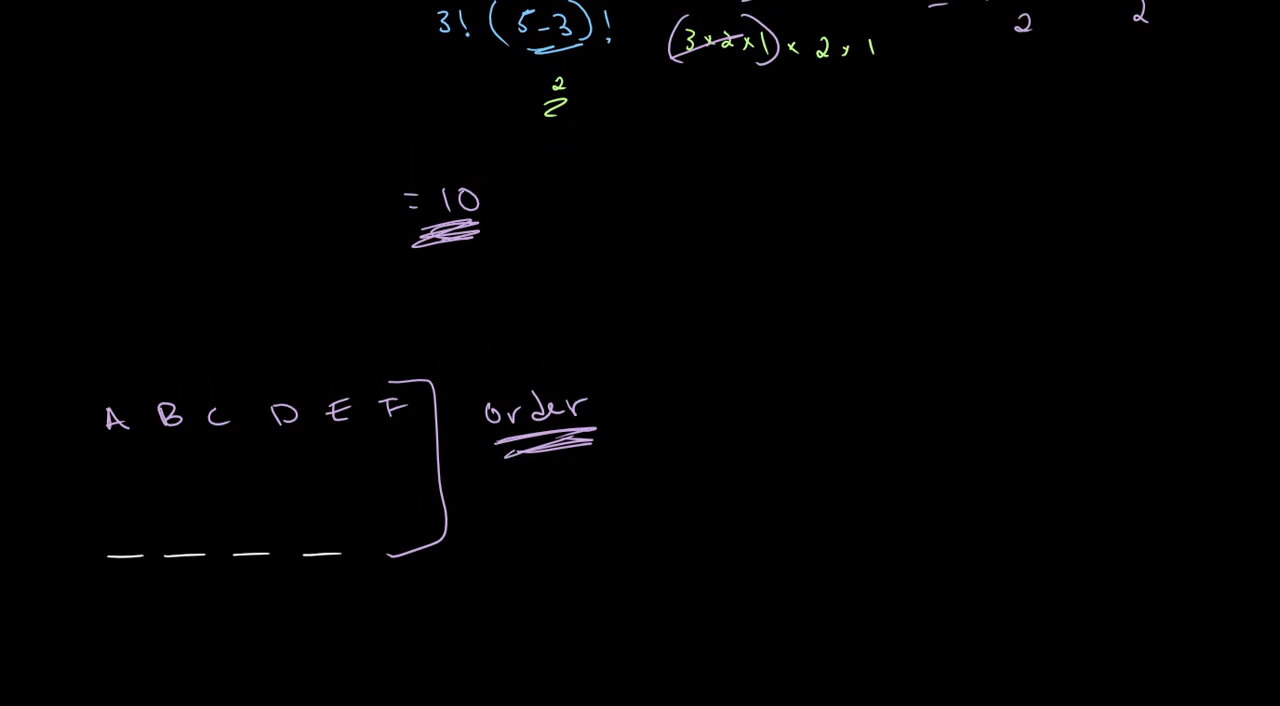 3! (5-3)! (3×2×1) × 2 × 1 = 2 2
2
= 10
A B C D E F order